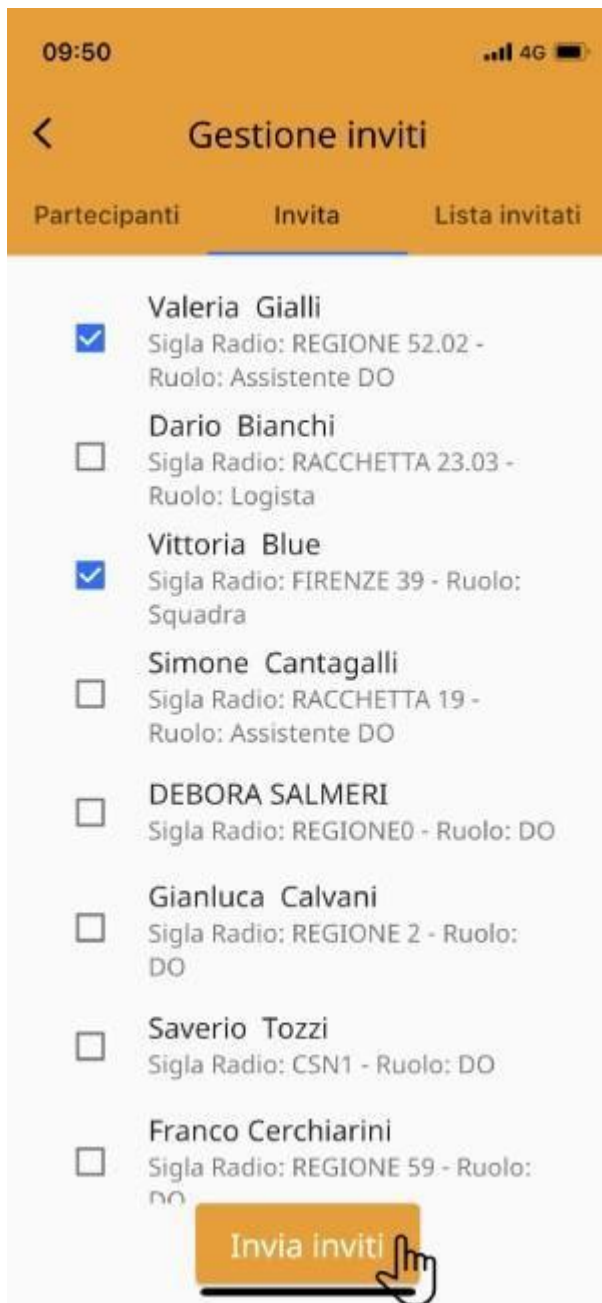 09:50 4G
Gestione inviti
Partecipanti Invita Lista invitati
Valeria Gialli
Sigla Radio: REGIONE 52.02 -
Ruolo: Assistente DO
Dario Bianchi
Sigla Radio: RACCHETTA 23.03 -
Ruolo: Logista
Vittoria Blue
Sigla Radio: FIRENZE 39 - Ruolo:
Squadra
Simone Cantagalli
Sigla Radio: RACCHETTA 19 -
Ruolo: Assistente DO
DEBORA SALMERI
Sigla Radio: REGIONE0 - Ruolo: DO
Gianluca Calvani
Sigla Radio: REGIONE 2 - Ruolo:
DO
Saverio Tozzi
Sigla Radio: CSN1 - Ruolo: DO
Franco Cerchiarini
Sigla Radio: REGIONE 59 - Ruolo:
DO
Invia inviti